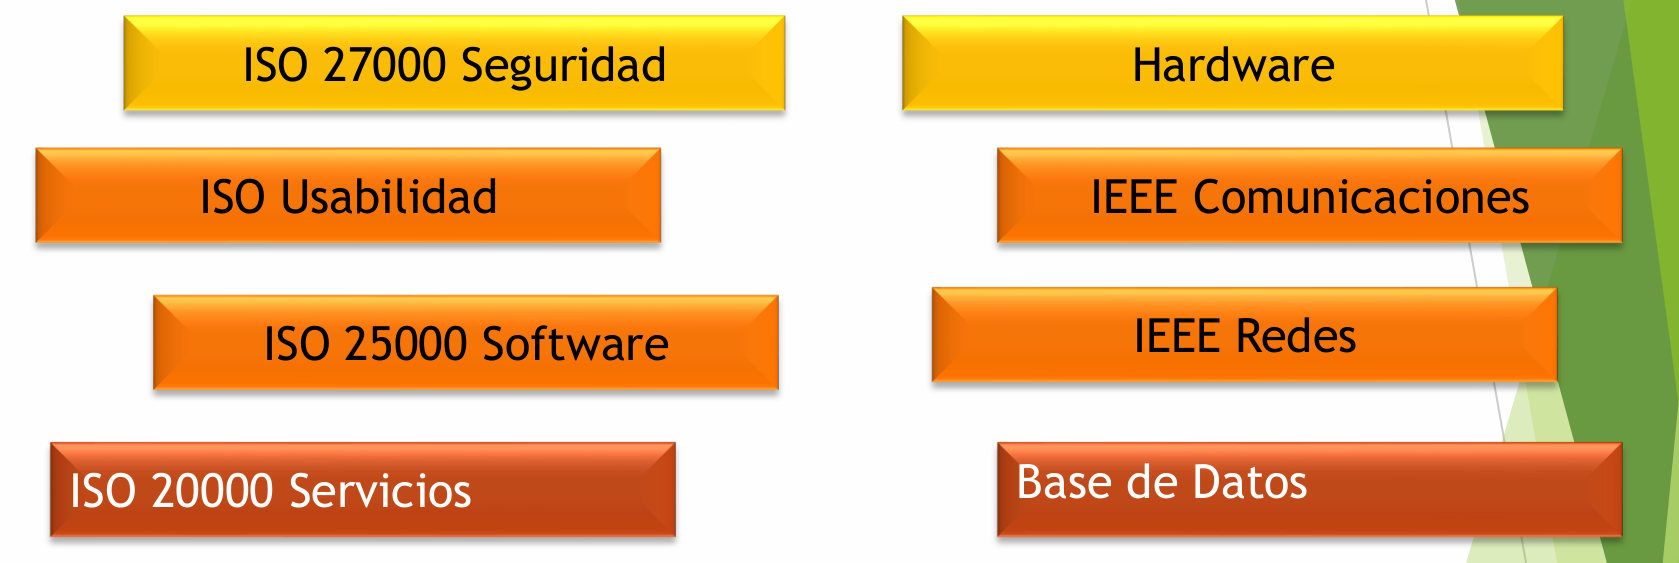 ISO 27000 Seguridad
Hardware
ISO Usabilidad
IEEE Comunicaciones
ISO 25000 Software
IEEE Redes
ISO 20000 Servicios
Base de Datos